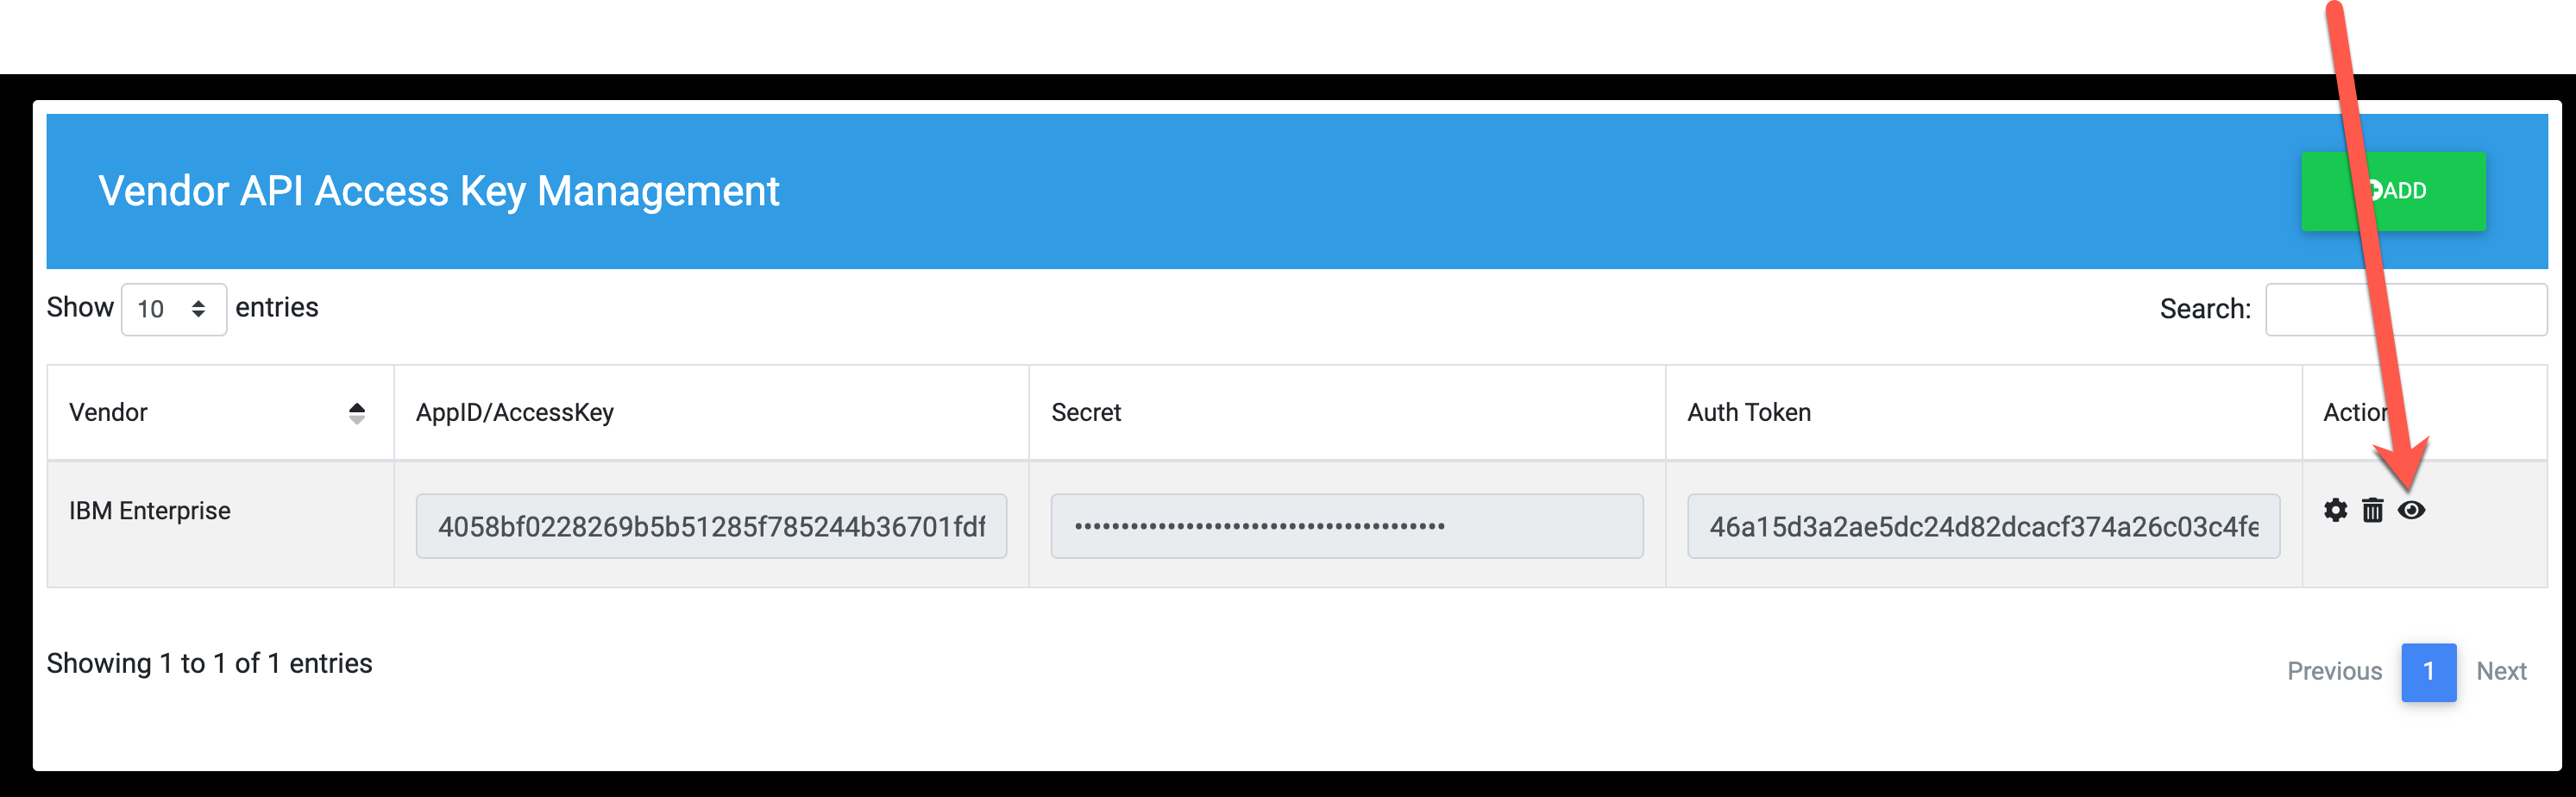 Vendor API Access Key Management
ADD
Show 10 entries
Search:
Vendor AppID/AccessKey Secret Auth Token Action
IBM Enterprise 4058bf0228269b5b51285f785244b36701fdf •••••••••••••••••••••••••••••••••••••••• 46a15d3a2ae5dc24d82dcacf374a26c03c4fe
Showing 1 to 1 of 1 entries
Previous 1 Next